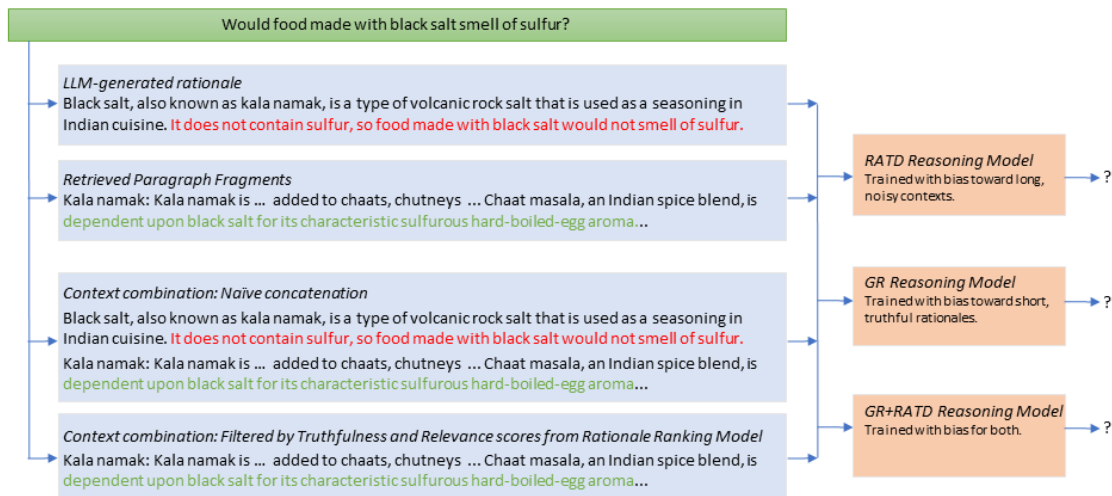 Would food made with black salt smell of sulfur?
LLM-generated rationale
Black salt, also known as kala namak, is a type of volcanic rock salt that is used as a seasoning in
Indian cuisine. It does not contain sulfur, so food made with black salt would not smell of sulfur.
Retrieved Paragraph Fragments
Kala namak: Kala namak is ... added to chaats, chutneys ... Chaat masala, an Indian spice blend, is
dependent upon black salt for its characteristic sulfurous hard-boiled-egg aroma...
Context combination: Naïve concatenation
Black salt, also known as kala namak, is a type of volcanic rock salt that is used as a seasoning in
Indian cuisine. It does not contain sulfur, so food made with black salt would not smell of sulfur.
Kala namak: Kala namak is ... added to chaats, chutneys ... Chaat masala, an Indian spice blend, is
dependent upon black salt for its characteristic sulfurous hard-boiled-egg aroma...
Context combination: Filtered by Truthfulness and Relevance scores from Rationale Ranking Model
Kala namak: Kala namak is ... added to chaats, chutneys ... Chaat masala, an Indian spice blend, is
dependent upon black salt for its characteristic sulfurous hard-boiled-egg aroma...
RATD Reasoning Model
Trained with bias toward long,
noisy contexts.
?
GR Reasoning Model
Trained with bias toward short,
truthful rationales.
?
GR+RATD Reasoning Model
Trained with bias for both.
?